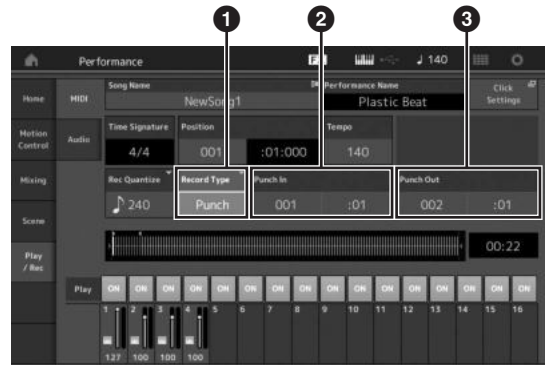 1 2 3
Performance 140
Home MIDI Song Name Performance Name Click Settings
NewSong1 Plastic Beat
Motion Control Audio Time Signature Position Tempo
4/4 001 :01:000 140
Mixing Rec Quantize Record Type Punch In Punch Out
240 Punch 001 :01 002 :01
Scene
Play / Rec 00:22
Play ON ON ON ON ON ON ON ON ON ON ON ON ON ON ON ON
1 2 3 4 5 6 7 8 9 10 11 12 13 14 15 16
127 100 100 100